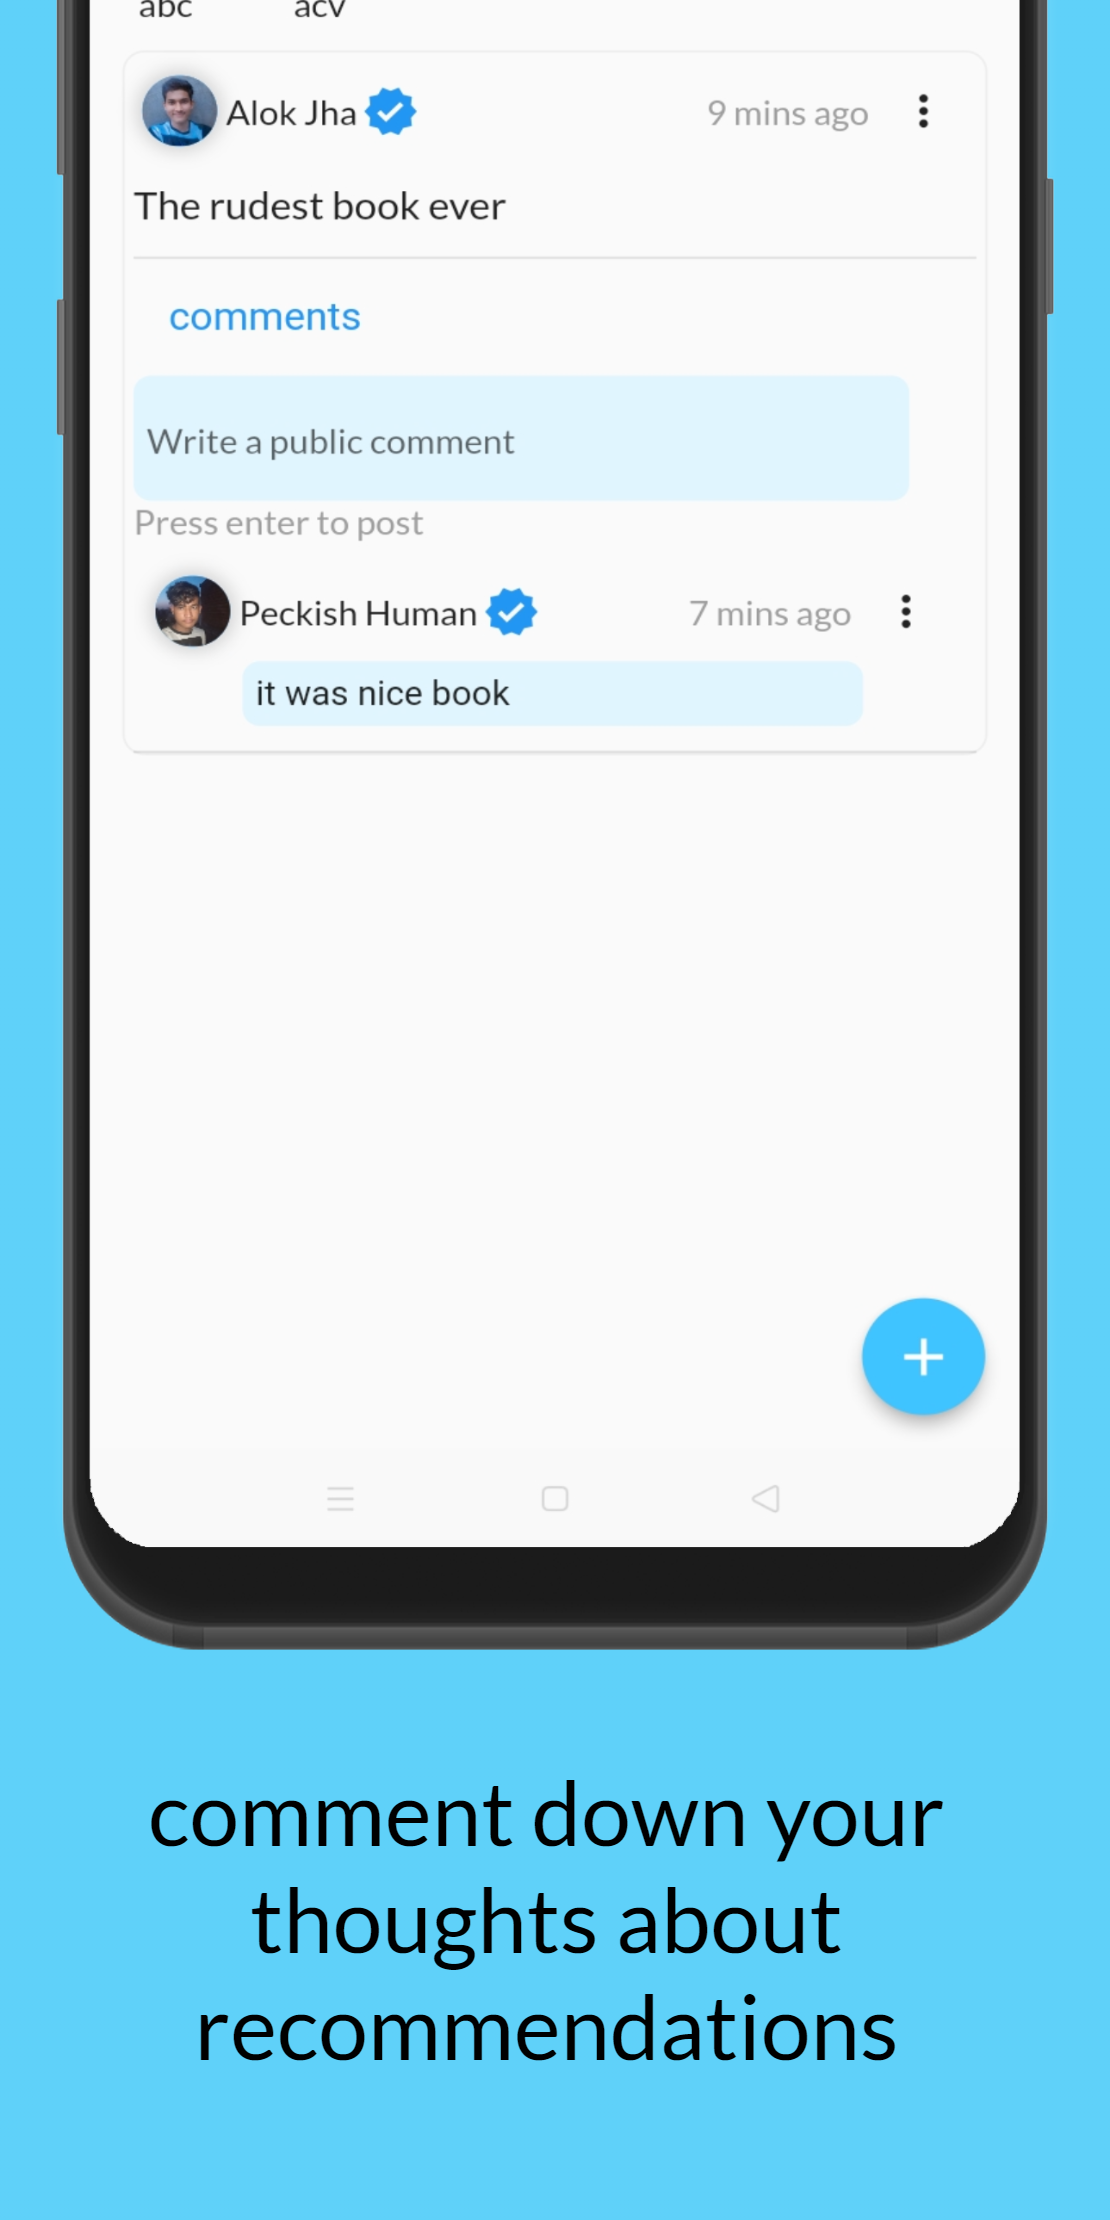 abc acv
Alok Jha 9 mins ago
The rudest book ever
comments
Write a public comment
Press enter to post
Peckish Human 7 mins ago
it was nice book
comment down your
thoughts about
recommendations